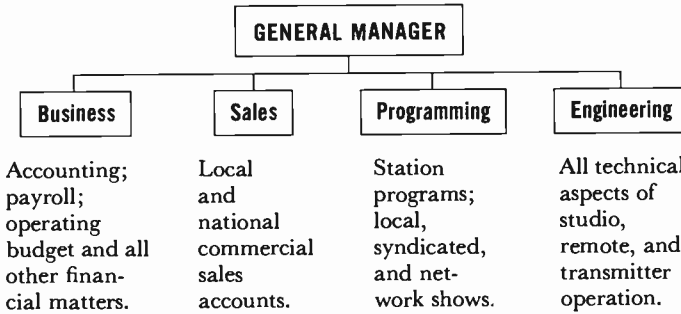 GENERAL MANAGER
Business
Sales
Programming
Engineering
Accounting;
payroll;
operating
budget and all
other finan-
cial matters.
Local
and
national
commercial
sales
accounts.
Station
programs;
local,
syndicated,
and net-
work shows.
All technical
aspects of
studio,
remote, and
transmitter
operation.